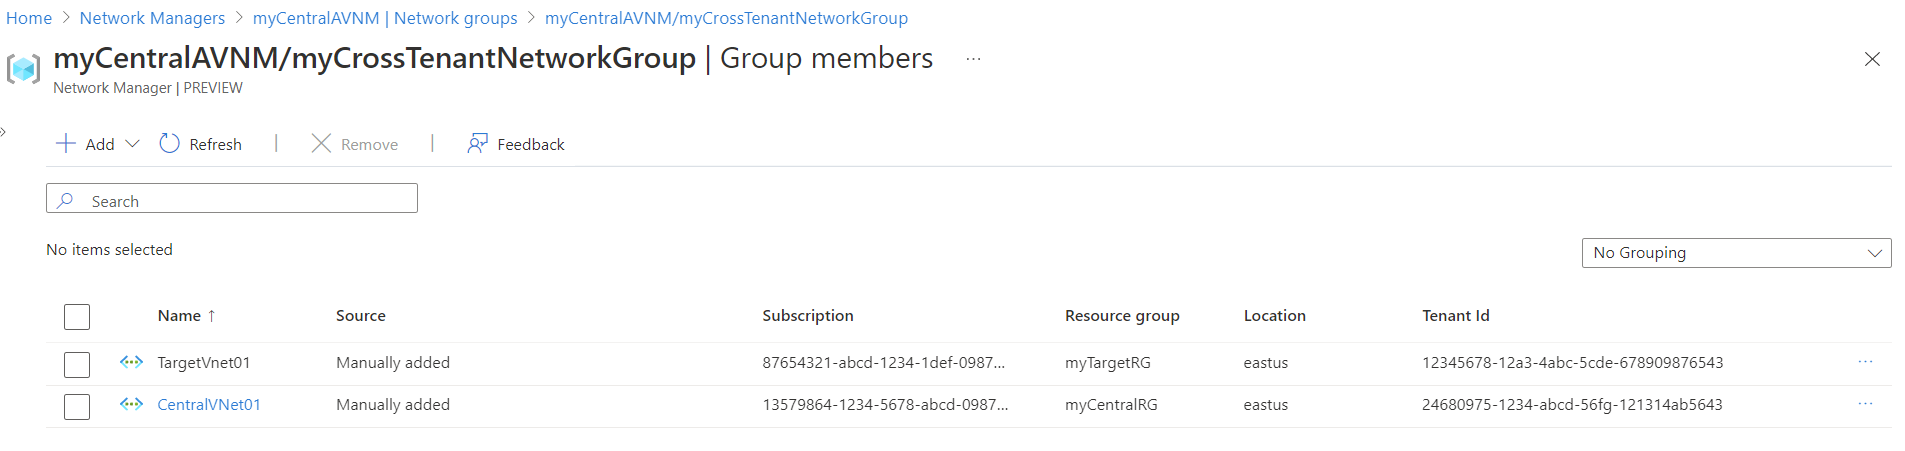 Home > Network Managers > myCentralAVNM | Network groups > myCentralAVNM/myCrossTenantNetworkGroup
myCentralAVNM/myCrossTenantNetworkGroup | Group members ...
Network Manager | PREVIEW
Add Refresh | Remove | Feedback
Search
No items selected
No Grouping
Name ↑ Source Subscription Resource group Location Tenant Id
TargetVnet01 Manually added 87654321-abcd-1234-1def-0987... myTargetRG eastus 12345678-12a3-4abc-5cde-678909876543 ...
CentralVNet01 Manually added 13579864-1234-5678-abcd-0987... myCentralRG eastus 24680975-1234-abcd-56fg-121314ab5643 ...